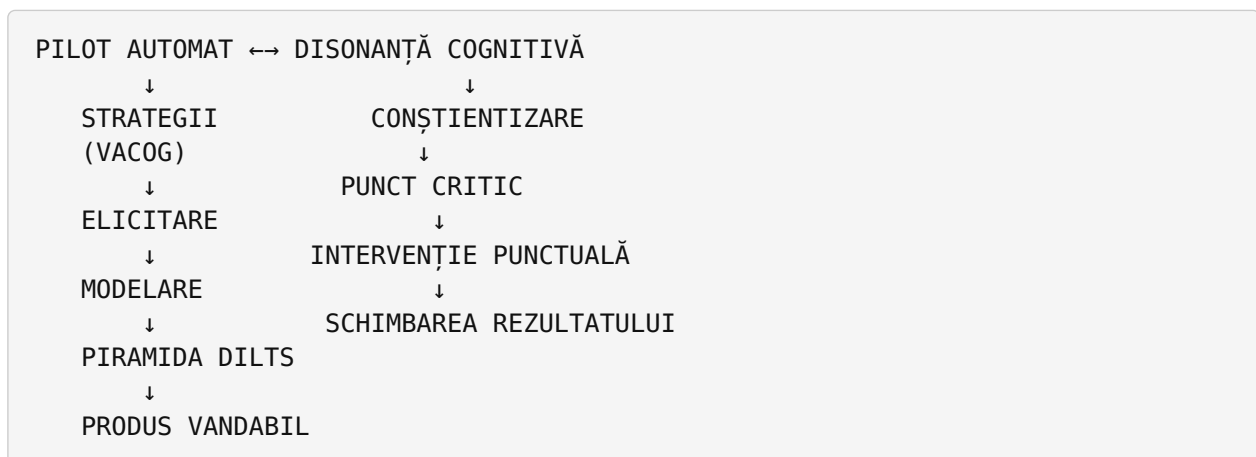 PILOT AUTOMAT ←→ DISONANȚĂ COGNITIVĂ
↓ ↓
STRATEGII CONȘTIENTIZARE
(VACOG) ↓
↓ PUNCT CRITIC
ELICITARE ↓
↓ INTERVENȚIE PUNCTUALĂ
MODELARE ↓
↓ SCHIMBAREA REZULTATULUI
PIRAMIDA DILTS
↓
PRODUS VANDABIL